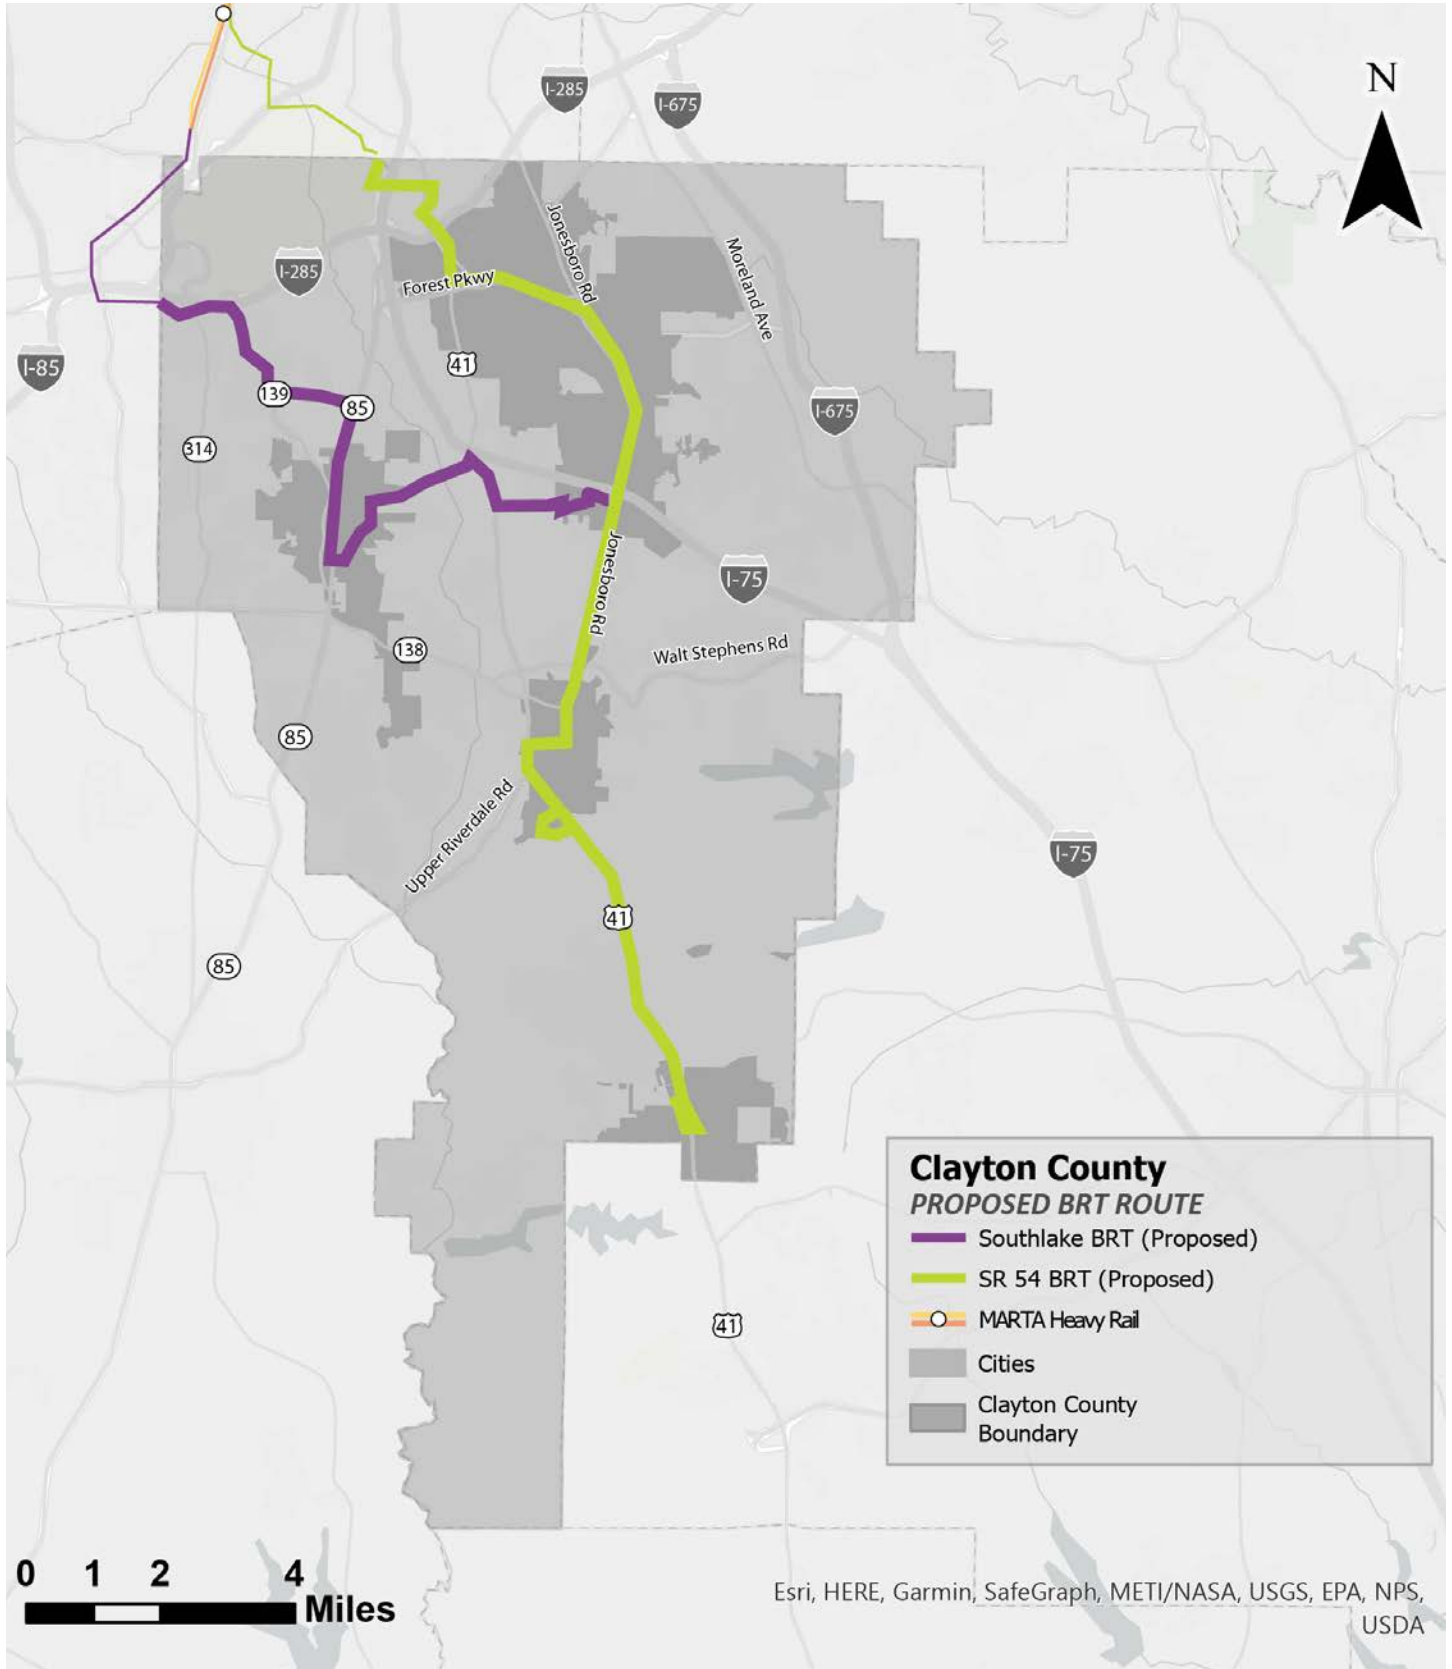 N
I-285
I-675
Jonesboro Rd
Moreland Ave
I-285
Forest Pkwy
I-85
41
139
85
I-675
314
Jonesboro Rd
I-75
138
Walt Stephens Rd
85
Upper Riverdale Rd
I-75
41
85
Clayton County
PROPOSED BRT ROUTE
Southlake BRT (Proposed)
SR 54 BRT (Proposed)
MARTA Heavy Rail
Cities
Clayton County
Boundary
41
0 1 2 4
Miles
Esri, HERE, Garmin, SafeGraph, METI/NASA, USGS, EPA, NPS,
USDA